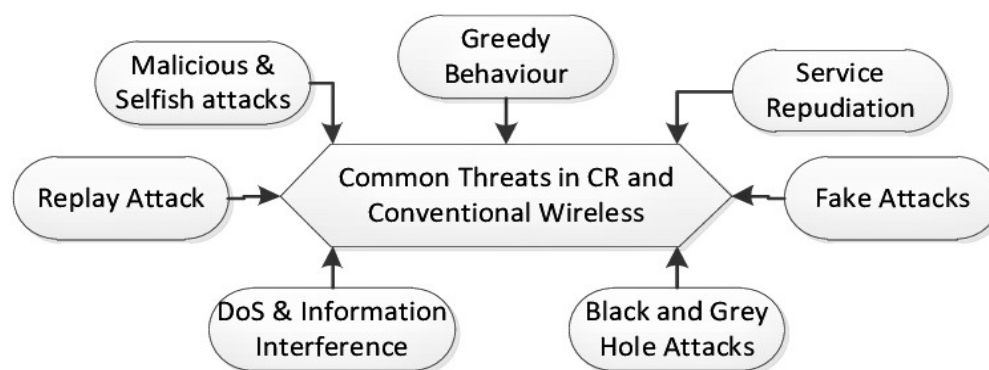 Greedy
Behaviour
Malicious &
Selfish attacks
Service
Repudiation
Replay Attack
Common Threats in CR and
Conventional Wireless
Fake Attacks
DoS & Information
Interference
Black and Grey
Hole Attacks